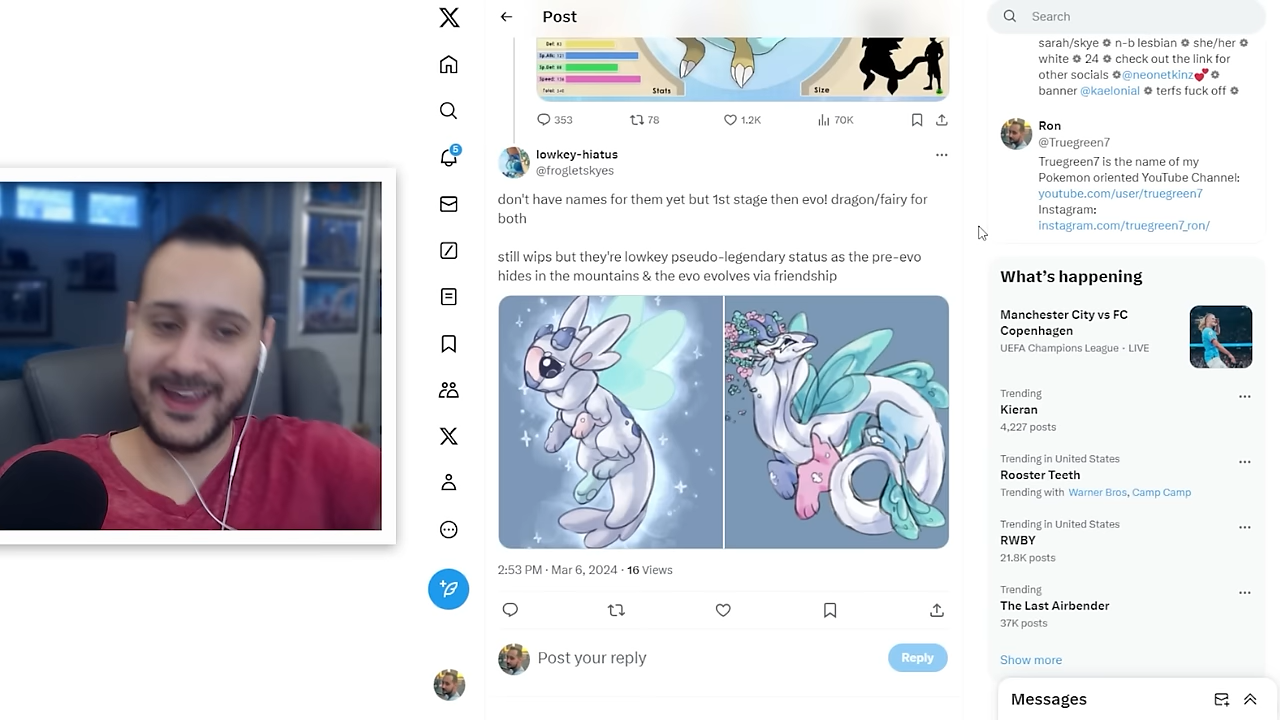 Post
Search
Def: 82
Sp.Def: 88
Stats
Size
353
78
1.2K
70K
lowkey-hiatus
@frogletskyes
don't have names for them yet but 1st stage then evo! dragon/fairy for
both
still wips but they're lowkey pseudo-legendary status as the pre-evo
hides in the mountains & the evo evolves via friendship
2:53 PM · Mar 6, 2024 · 16 Views
Post your reply
Reply
5
sarah/skye ✿ n-b lesbian ✿ she/her ✿
white ✿ 24 ✿ check out the link for
other socials ✿@neonetkinz💕✿
banner @kaelonial ✿ terfs fuck off ✿
Ron
@Truegreen7
Truegreen7 is the name of my
Pokemon oriented YouTube Channel:
youtube.com/user/truegreen7
Instagram:
instagram.com/truegreen7_ron/
What's happening
Manchester City vs FC
Copenhagen
UEFA Champions League · LIVE
Trending
Kieran
4,227 posts
Trending in United States
Rooster Teeth
Trending with Warner Bros, Camp Camp
Trending in United States
RWBY
21.8K posts
Trending
The Last Airbender
37K posts
Show more
Messages